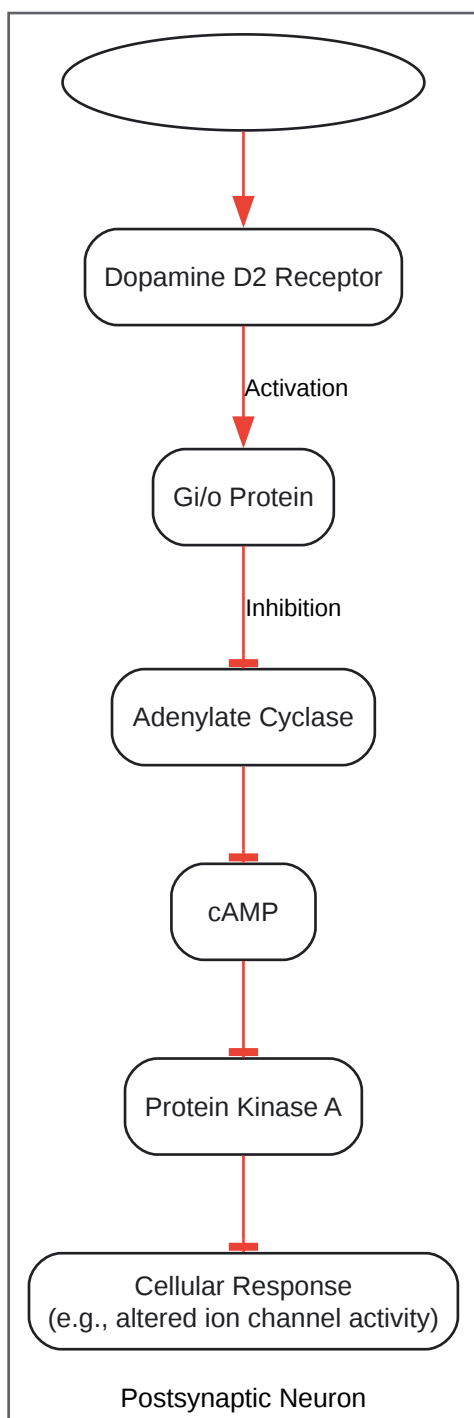 Dopamine D2 Receptor
Activation
Gi/o Protein
Inhibition
Adenylate Cyclase
cAMP
Protein Kinase A
Cellular Response
(e.g., altered ion channel activity)
Postsynaptic Neuron